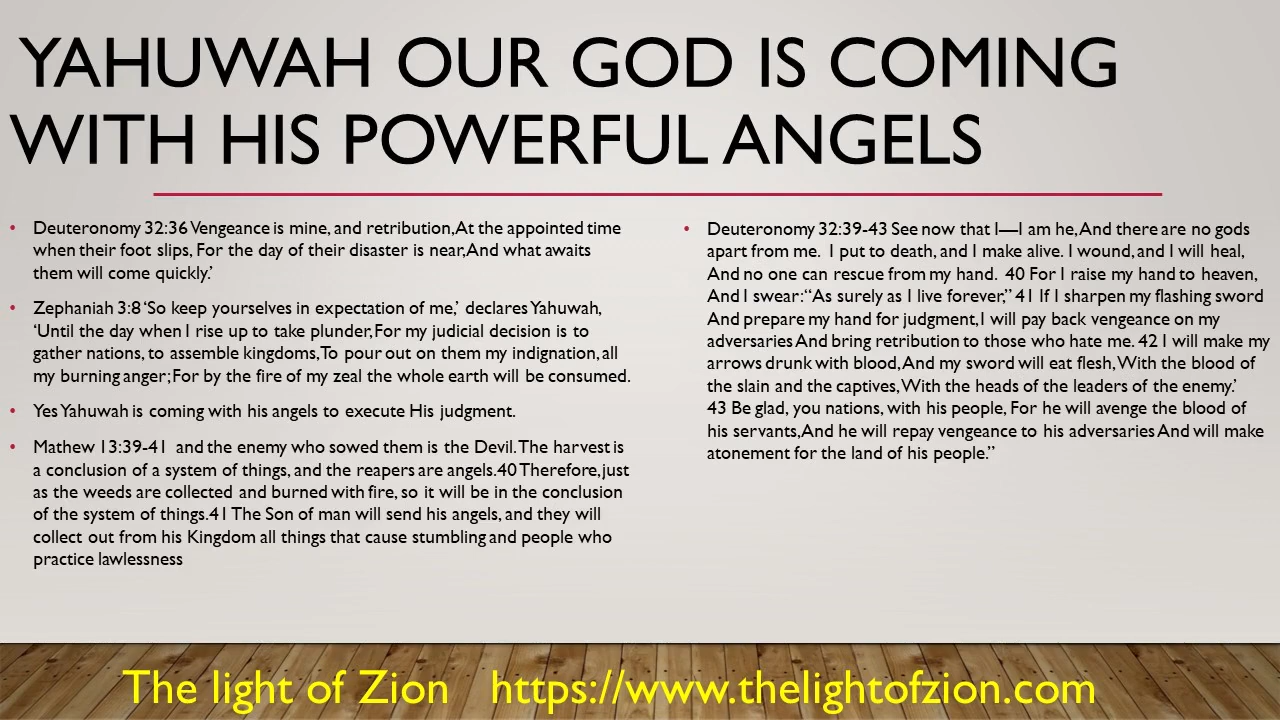 YAHUWAH OUR GOD IS COMING
WITH HIS POWERFUL ANGELS
• Deuteronomy 32:36 Vengeance is mine, and retribution,At the appointed time
when their foot slips, For the day of their disaster is near,And what awaits
them will come quickly.’
• Zephaniah 3:8 ‘So keep yourselves in expectation of me,’ declares Yahuwah,
‘Until the day when I rise up to take plunder,For my judicial decision is to
gather nations, to assemble kingdoms,To pour out on them my indignation, all
my burning anger;For by the fire of my zeal the whole earth will be consumed.
• Yes Yahuwah is coming with his angels to execute His judgment.
• Mathew 13:39-41 and the enemy who sowed them is the Devil. The harvest is
a conclusion of a system of things, and the reapers are angels.40 Therefore, just
as the weeds are collected and burned with fire, so it will be in the conclusion
of the system of things.41 The Son of man will send his angels, and they will
collect out from his Kingdom all things that cause stumbling and people who
practice lawlessness
• Deuteronomy 32:39-43 See now that I—I am he,And there are no gods
apart from me. I put to death, and I make alive. I wound, and I will heal,
And no one can rescue from my hand. 40 For I raise my hand to heaven,
And I swear: “As surely as I live forever,” 41 If I sharpen my flashing sword
And prepare my hand for judgment,I will pay back vengeance on my
adversaries And bring retribution to those who hate me. 42 I will make my
arrows drunk with blood,And my sword will eat flesh,With the blood of
the slain and the captives,With the heads of the leaders of the enemy.’
43 Be glad, you nations, with his people, For he will avenge the blood of
his servants,And he will repay vengeance to his adversaries And will make
atonement for the land of his people.”
The light of Zion https://www.thelightofzion.com